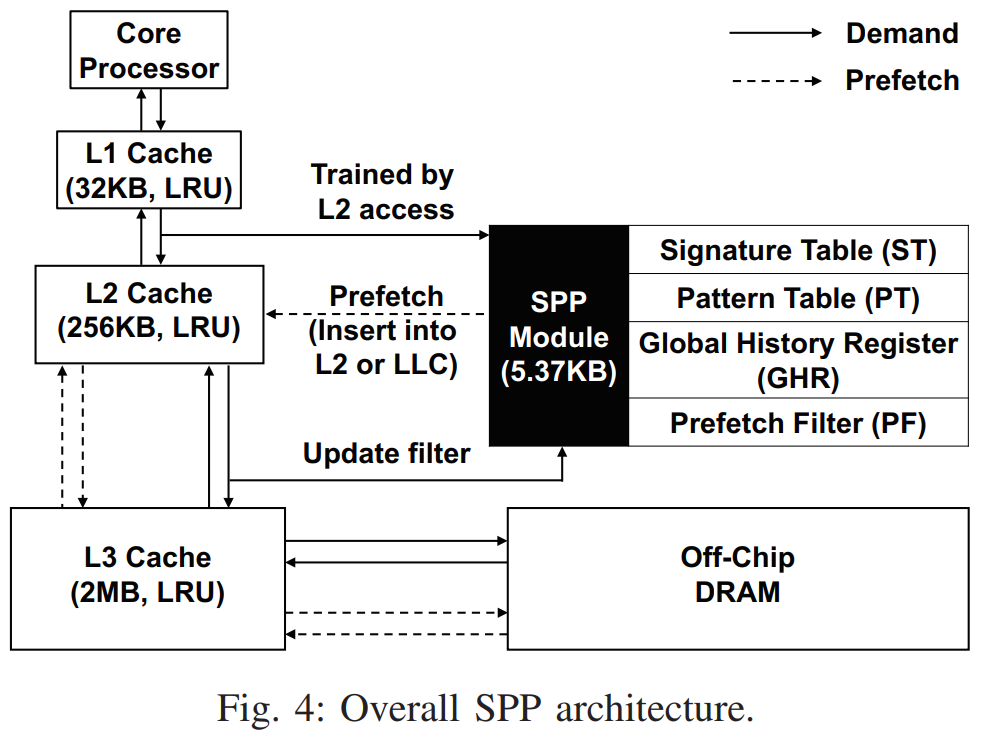 Core
Processor
Demand
Prefetch
L1 Cache
(32KB, LRU)
Trained by
L2 access
L2 Cache
(256KB, LRU)
Prefetch
(Insert into
L2 or LLC)
SPP
Module
(5.37KB)
Signature Table (ST)
Pattern Table (PT)
Global History Register
(GHR)
Prefetch Filter (PF)
Update filter
L3 Cache
(2MB, LRU)
Off-Chip
DRAM
Fig. 4: Overall SPP architecture.